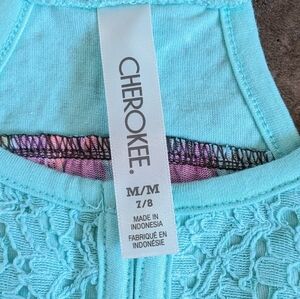 CHEROKEE.
M/M
7/8
MADE IN
INDONESIA
FABRIQUÉ EN
INDONÉSIE